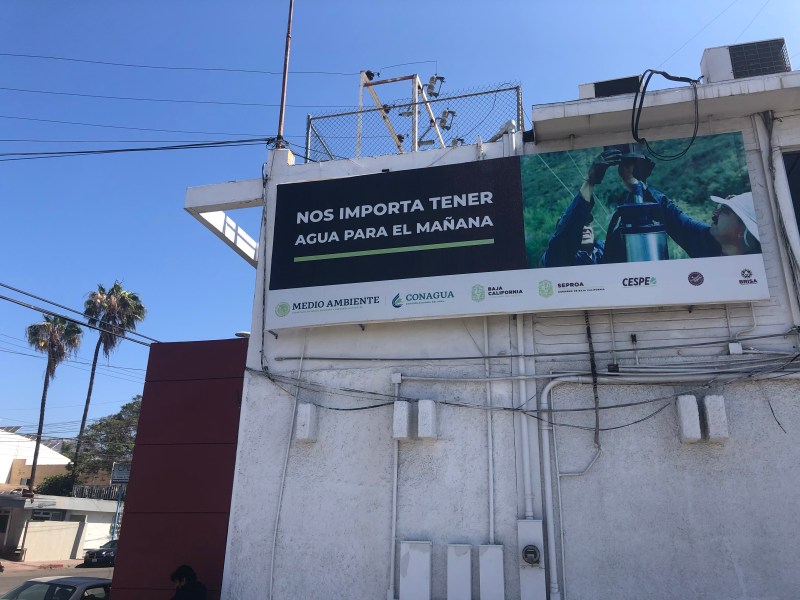 NOS IMPORTA TENER
AGUA PARA EL MAÑANA
MEDIO AMBIENTE
CONAGUA
BAJA
CALIFORNIA
SEPROA
CESPE
BRISA